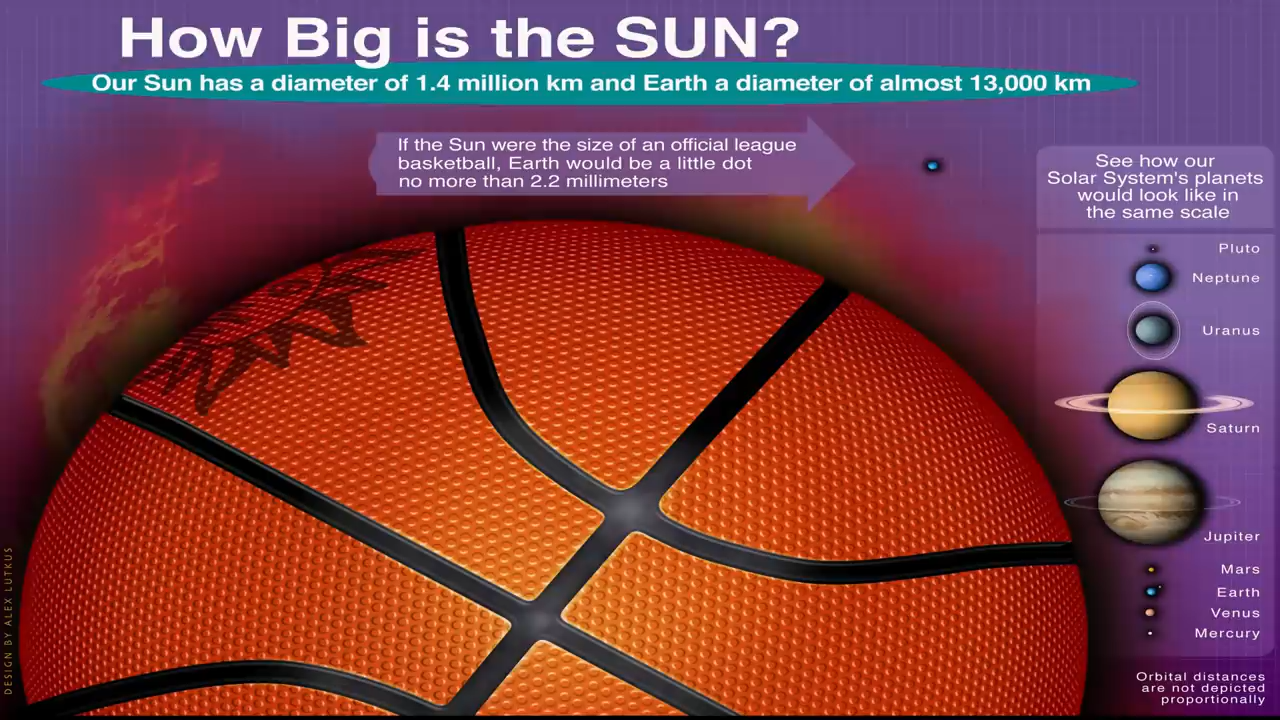 How Big is the SUN?
Our Sun has a diameter of 1.4 million km and Earth a diameter of almost 13,000 km
If the Sun were the size of an official league
basketball, Earth would be a little dot
no more than 2.2 millimeters
See how our
Solar System's planets
would look like in
the same scale
Pluto
Neptune
Uranus
Saturn
Jupiter
Mars
Earth
Venus
Mercury
Orbital distances
are not depicted
proportionally
DESIGN BY ALEX LUTKUS